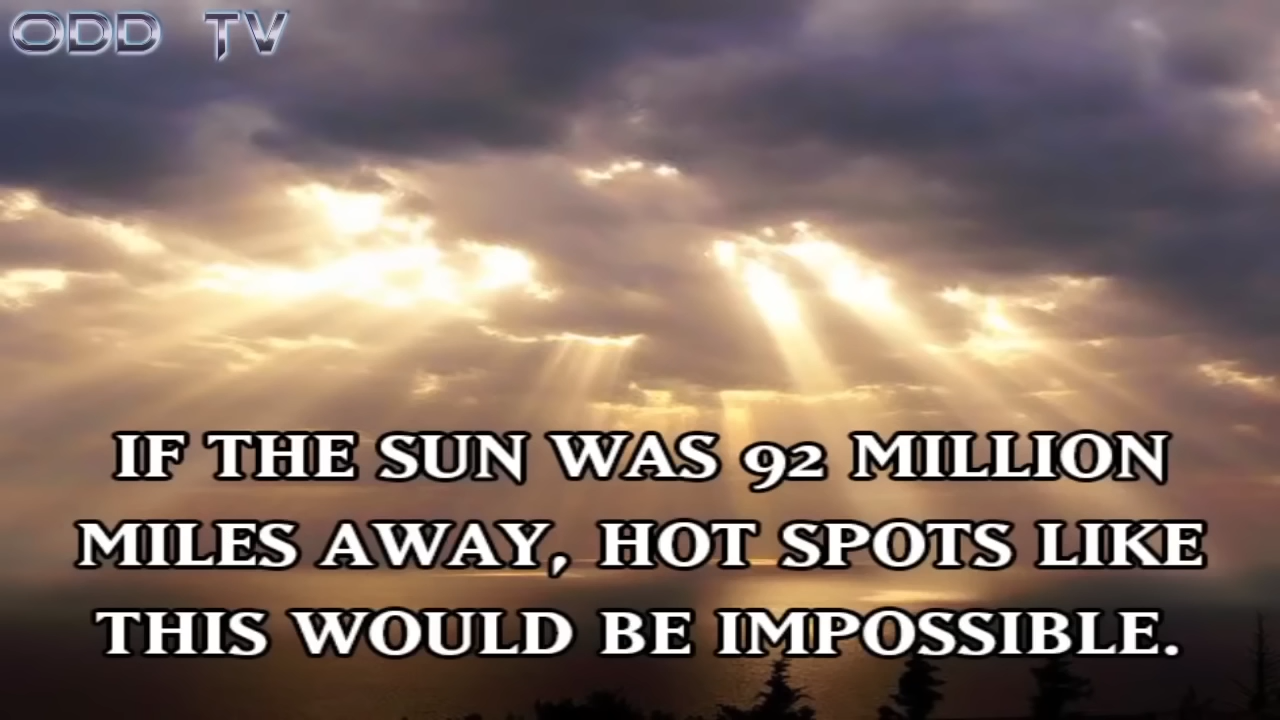 ODD TV
IF THE SUN WAS 92 MILLION
MILES AWAY, HOT SPOTS LIKE
THIS WOULD BE IMPOSSIBLE.